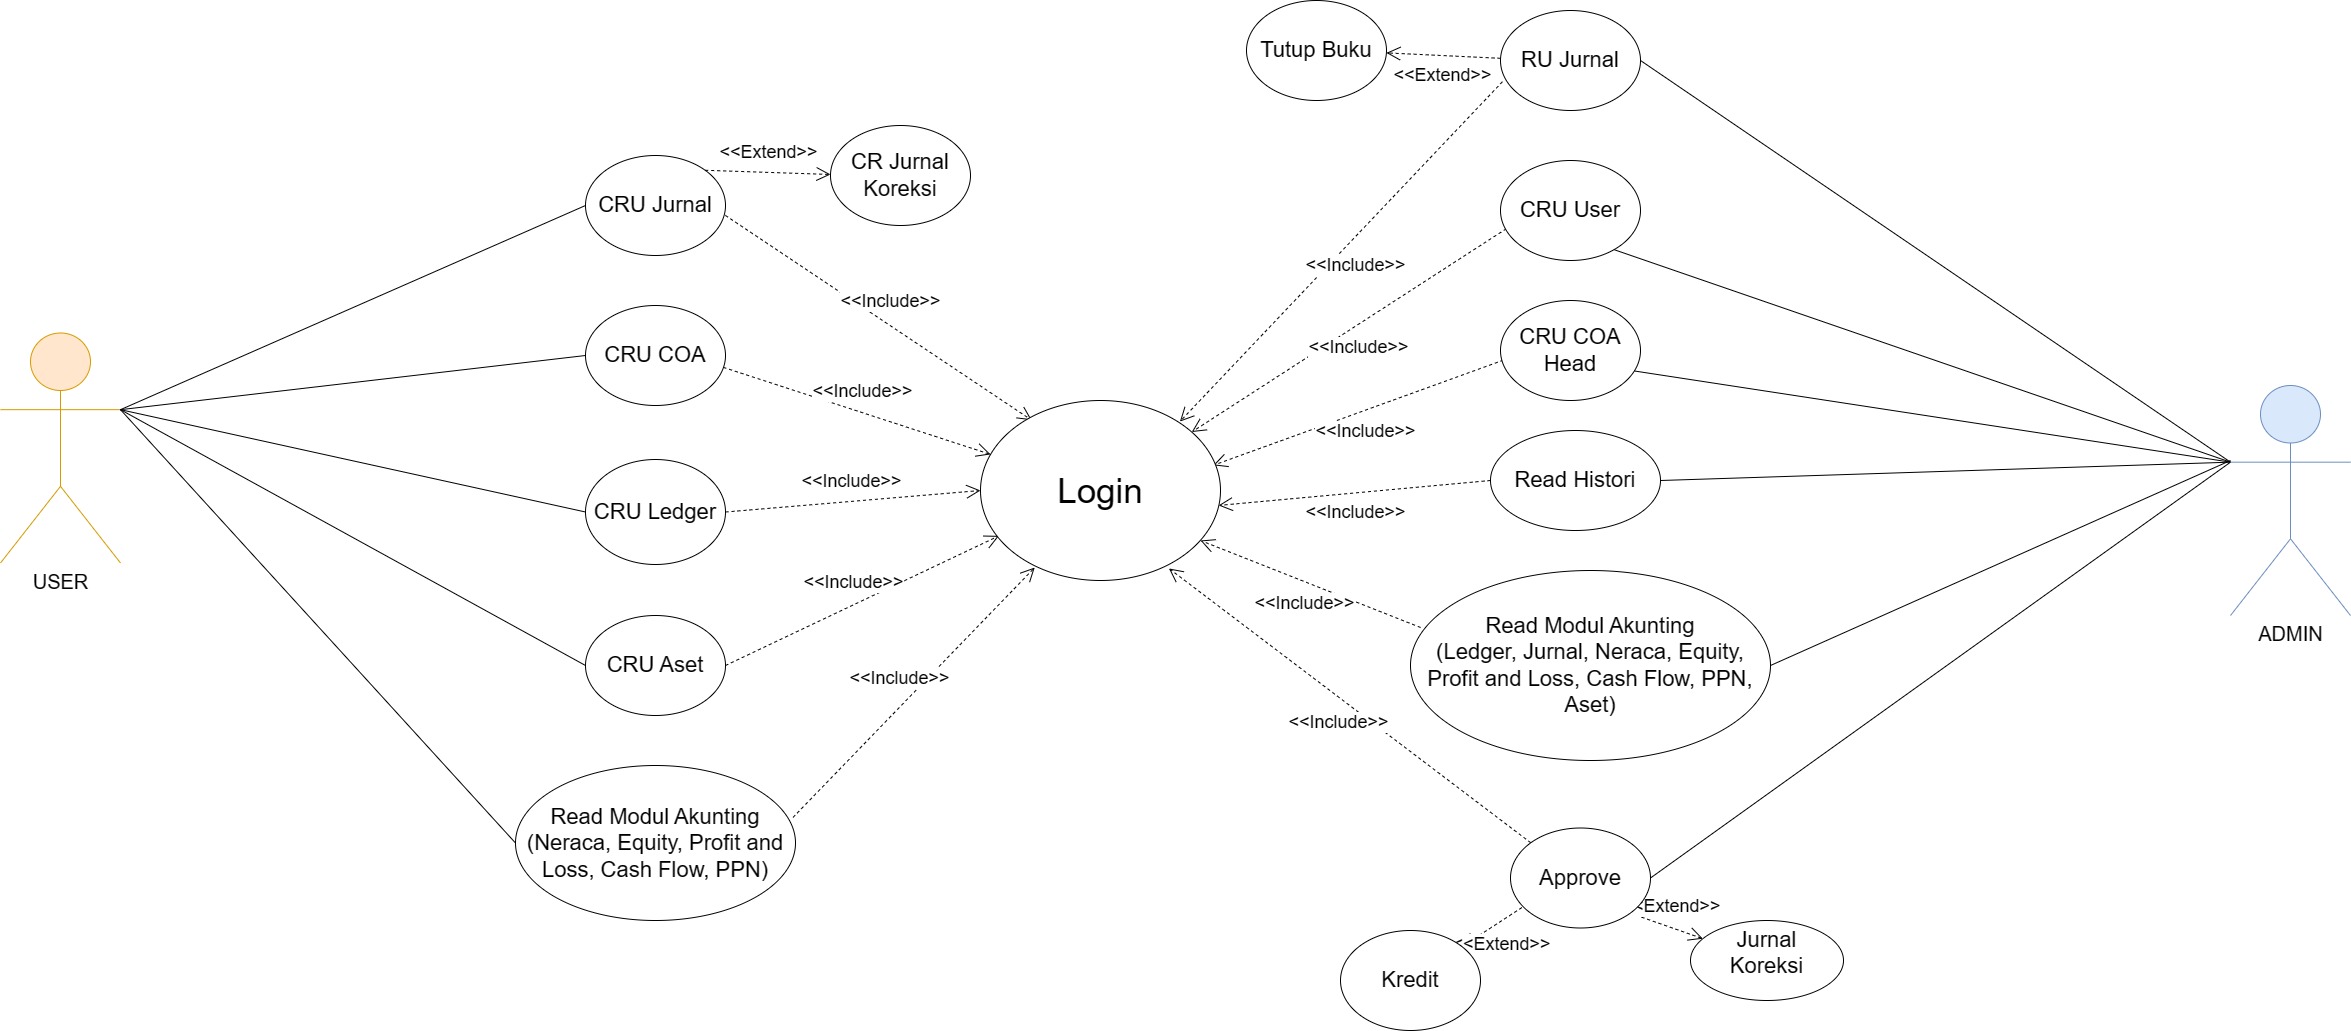 Tutup Buku
<<Extend>>
RU Jurnal
<<Extend>>
CR Jurnal
Koreksi
CRU Jurnal
CRU User
<<Include>>
<<Include>>
CRU COA
<<Include>>
CRU COA
Head
<<Include>>
<<Include>>
<<Include>>
Login
<<Include>>
Read Histori
CRU Ledger
<<Include>>
USER
<<Include>>
<<Include>>
CRU Aset
<<Include>>
Read Modul Akunting
(Ledger, Jurnal, Neraca, Equity,
Profit and Loss, Cash Flow, PPN,
Aset)
ADMIN
<<Include>>
Read Modul Akunting
(Neraca, Equity, Profit and
Loss, Cash Flow, PPN)
Approve
Extend>>
<<Extend>>
Jurnal
Koreksi
Kredit